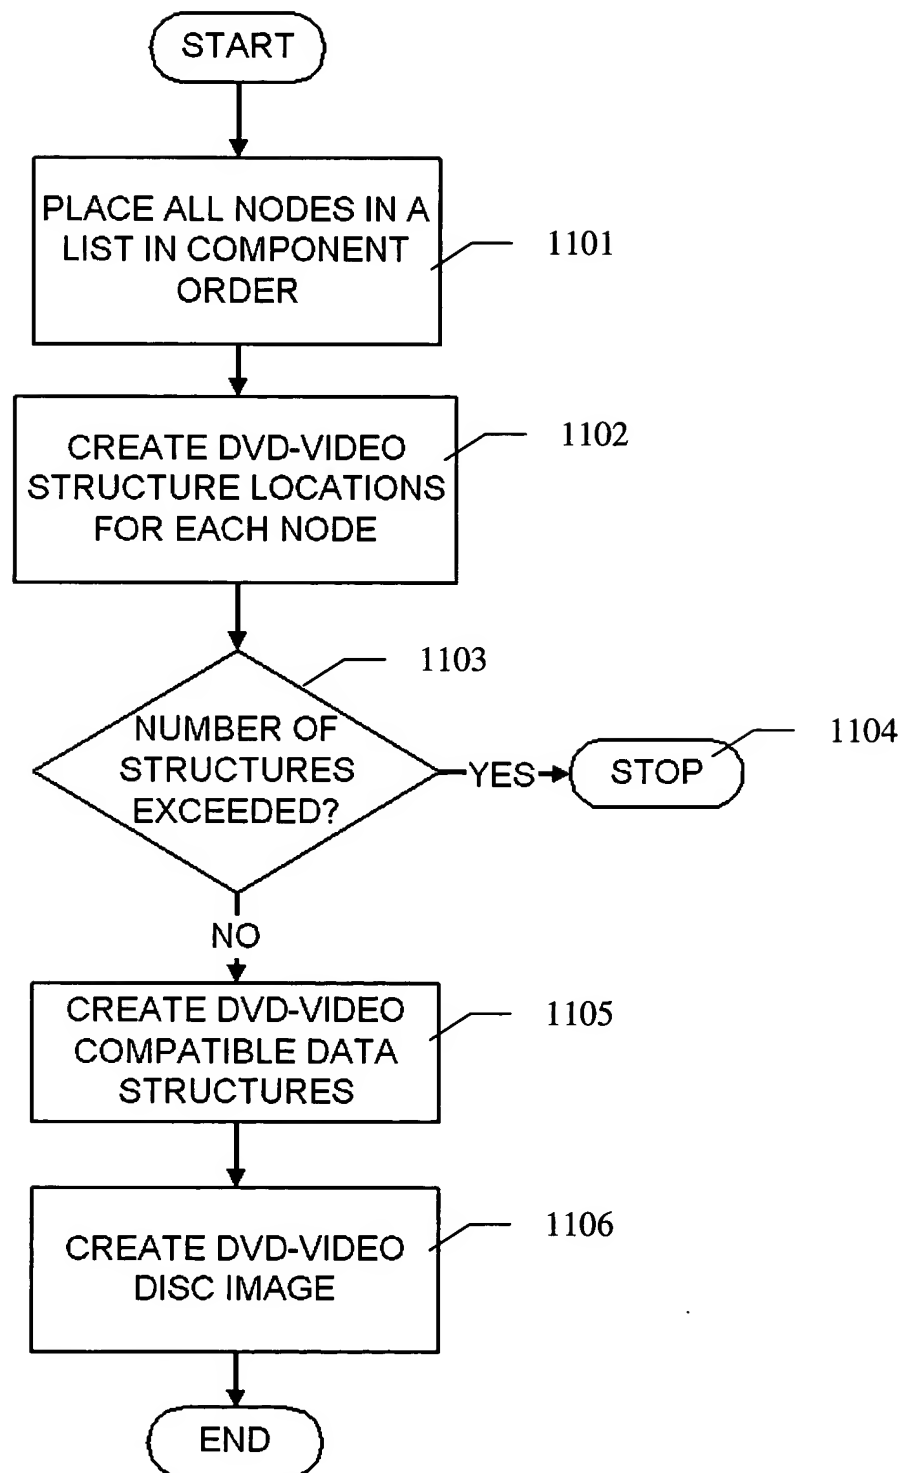 START
PLACE ALL NODES IN A
LIST IN COMPONENT
ORDER
1101
CREATE DVD-VIDEO
STRUCTURE LOCATIONS
FOR EACH NODE
1102
1103
NUMBER OF
STRUCTURES
EXCEEDED?
YES
STOP
1104
NO
CREATE DVD-VIDEO
COMPATIBLE DATA
STRUCTURES
1105
CREATE DVD-VIDEO
DISC IMAGE
1106
END